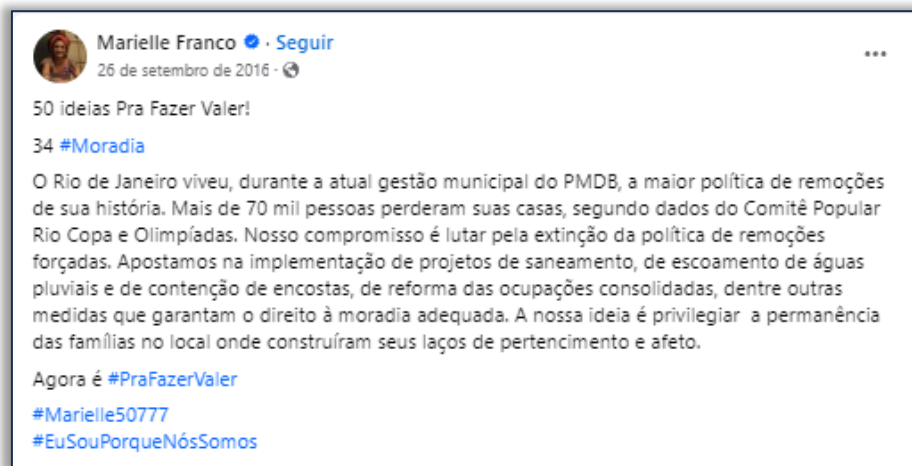 Marielle Franco · Seguir
26 de setembro de 2016 ·
50 ideias Pra Fazer Valer!
34 #Moradia
O Rio de Janeiro viveu, durante a atual gestão municipal do PMDB, a maior política de remoções
de sua história. Mais de 70 mil pessoas perderam suas casas, segundo dados do Comitê Popular
Rio Copa e Olimpíadas. Nosso compromisso é lutar pela extinção da política de remoções
forçadas. Apostamos na implementação de projetos de saneamento, de escoamento de águas
pluviais e de contenção de encostas, de reforma das ocupações consolidadas, dentre outras
medidas que garantam o direito à moradia adequada. A nossa ideia é privilegiar a permanência
das famílias no local onde construíram seus laços de pertencimento e afeto.
Agora é #PraFazerValer
#Marielle50777
#EuSouPorqueNósSomos